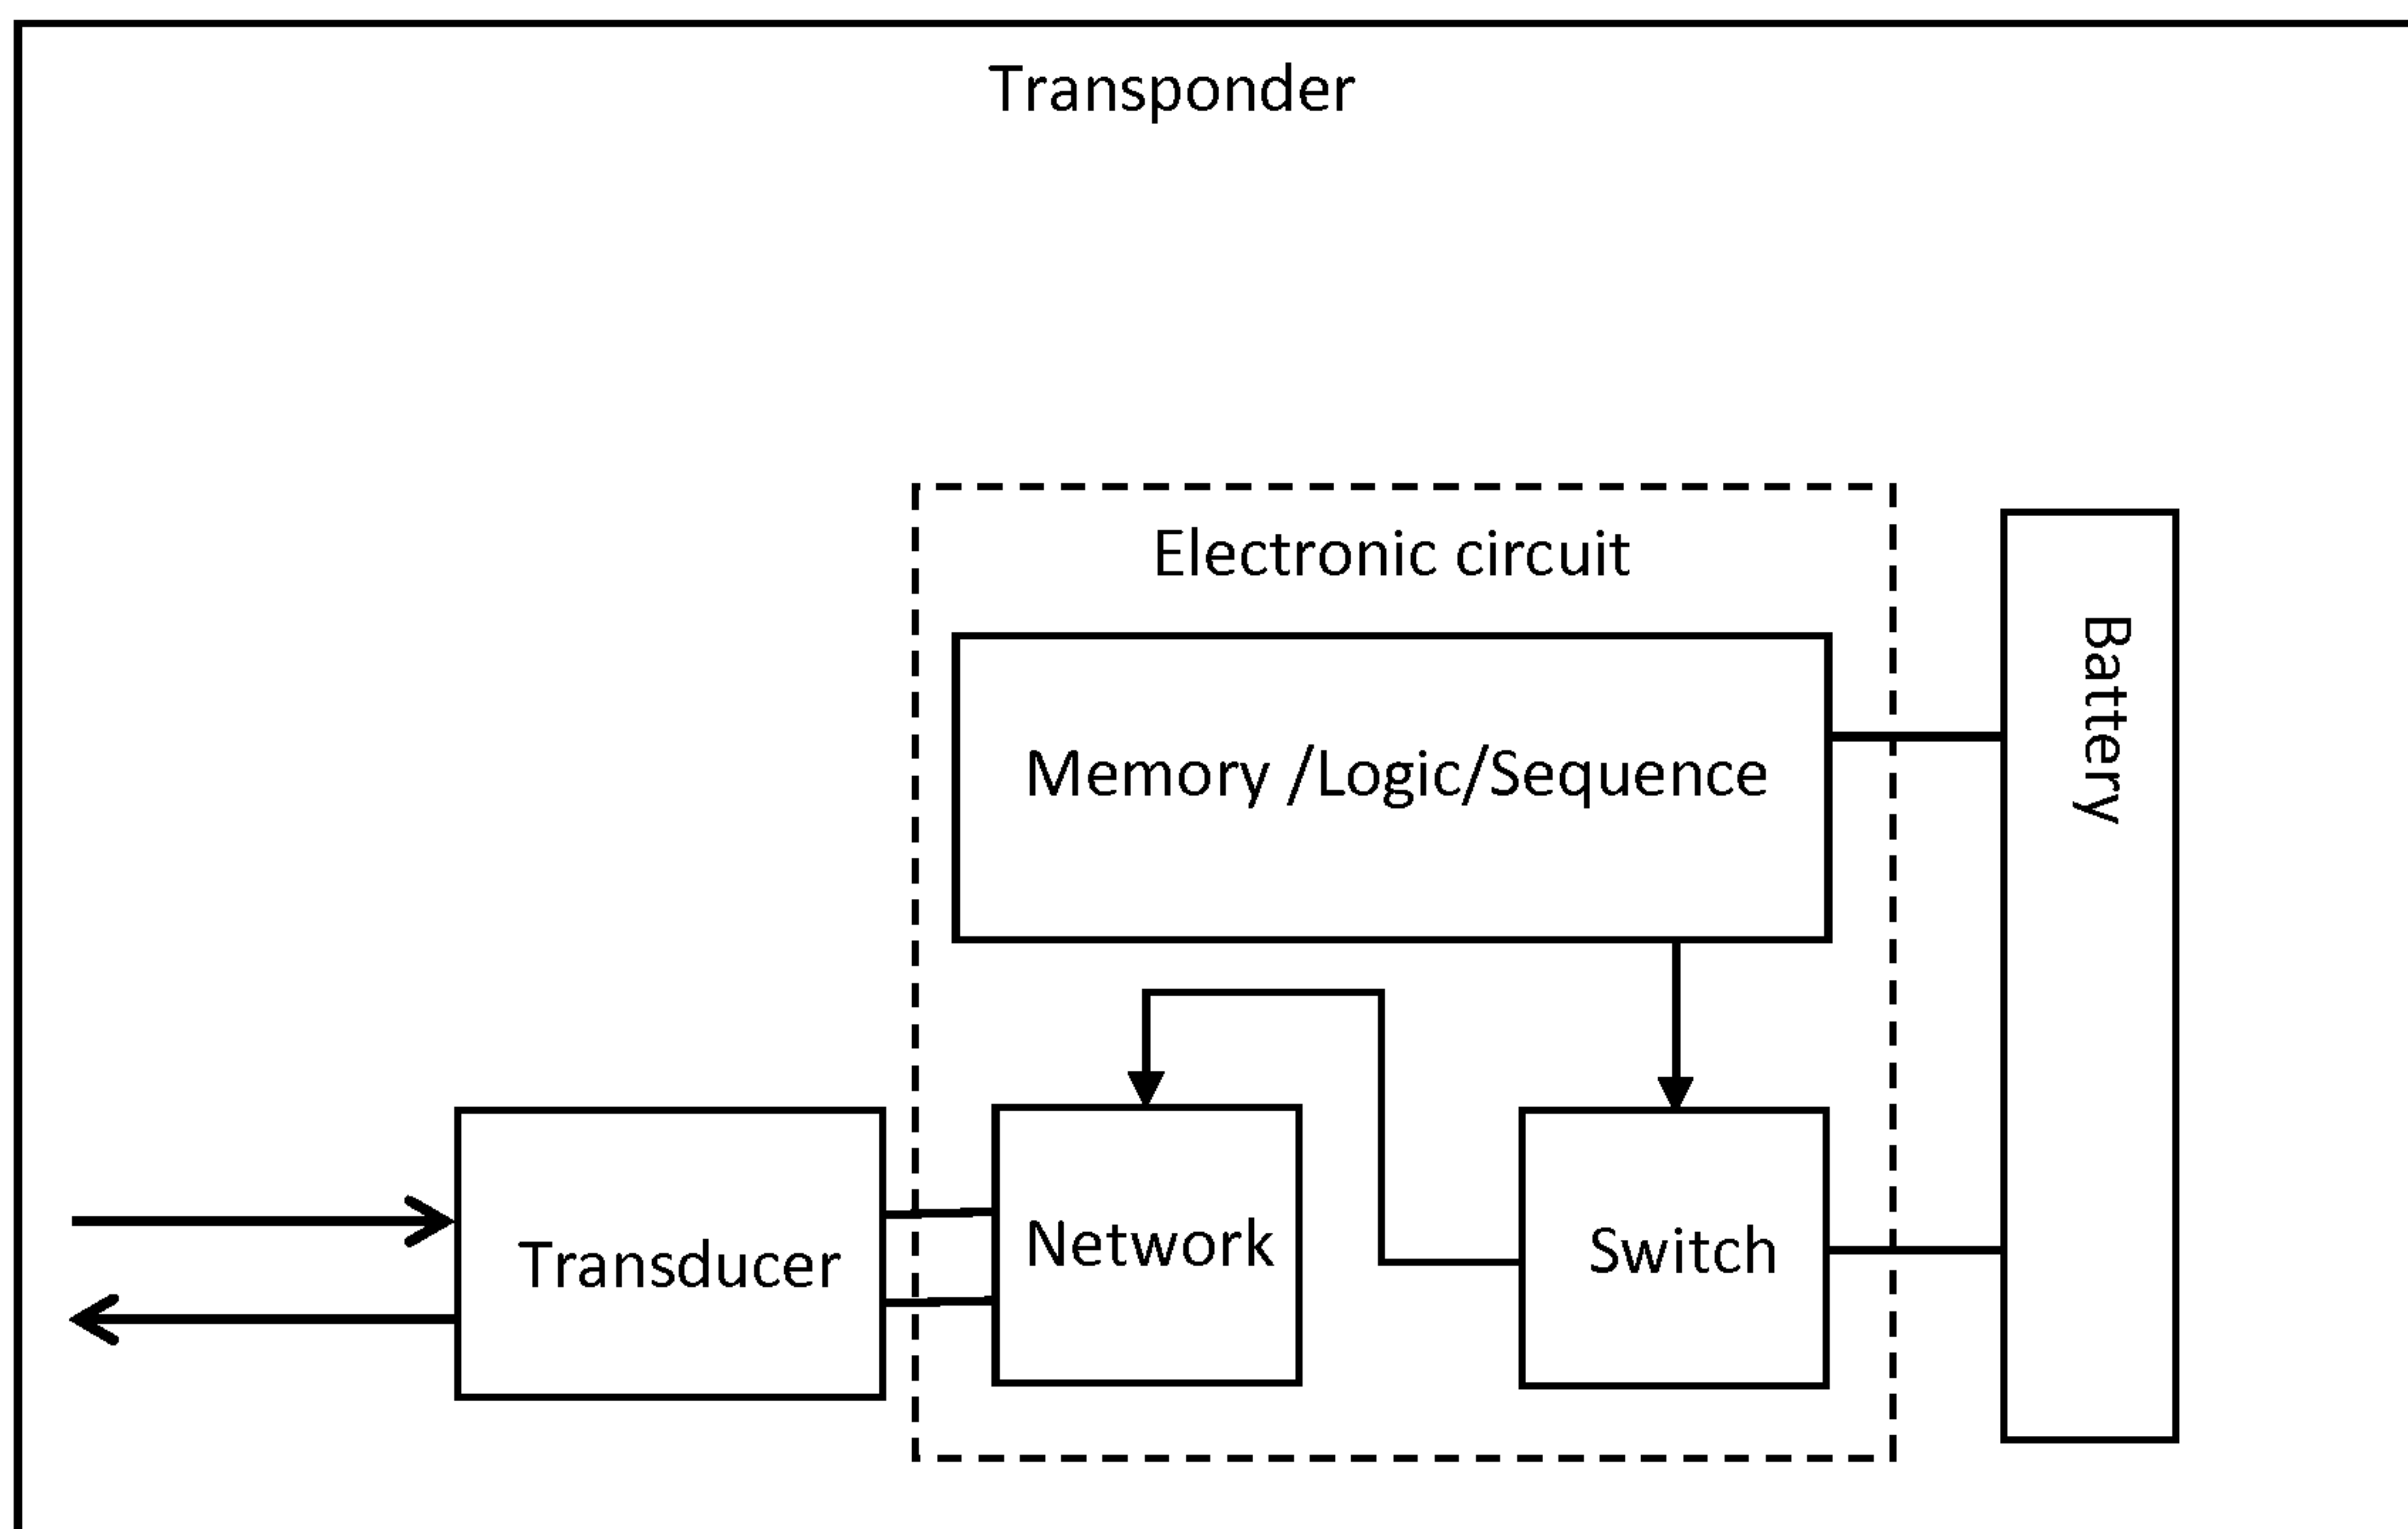 Transponder
Electronic circuit
Battery
Memory /Logic/Sequence
Transducer
Network
Switch